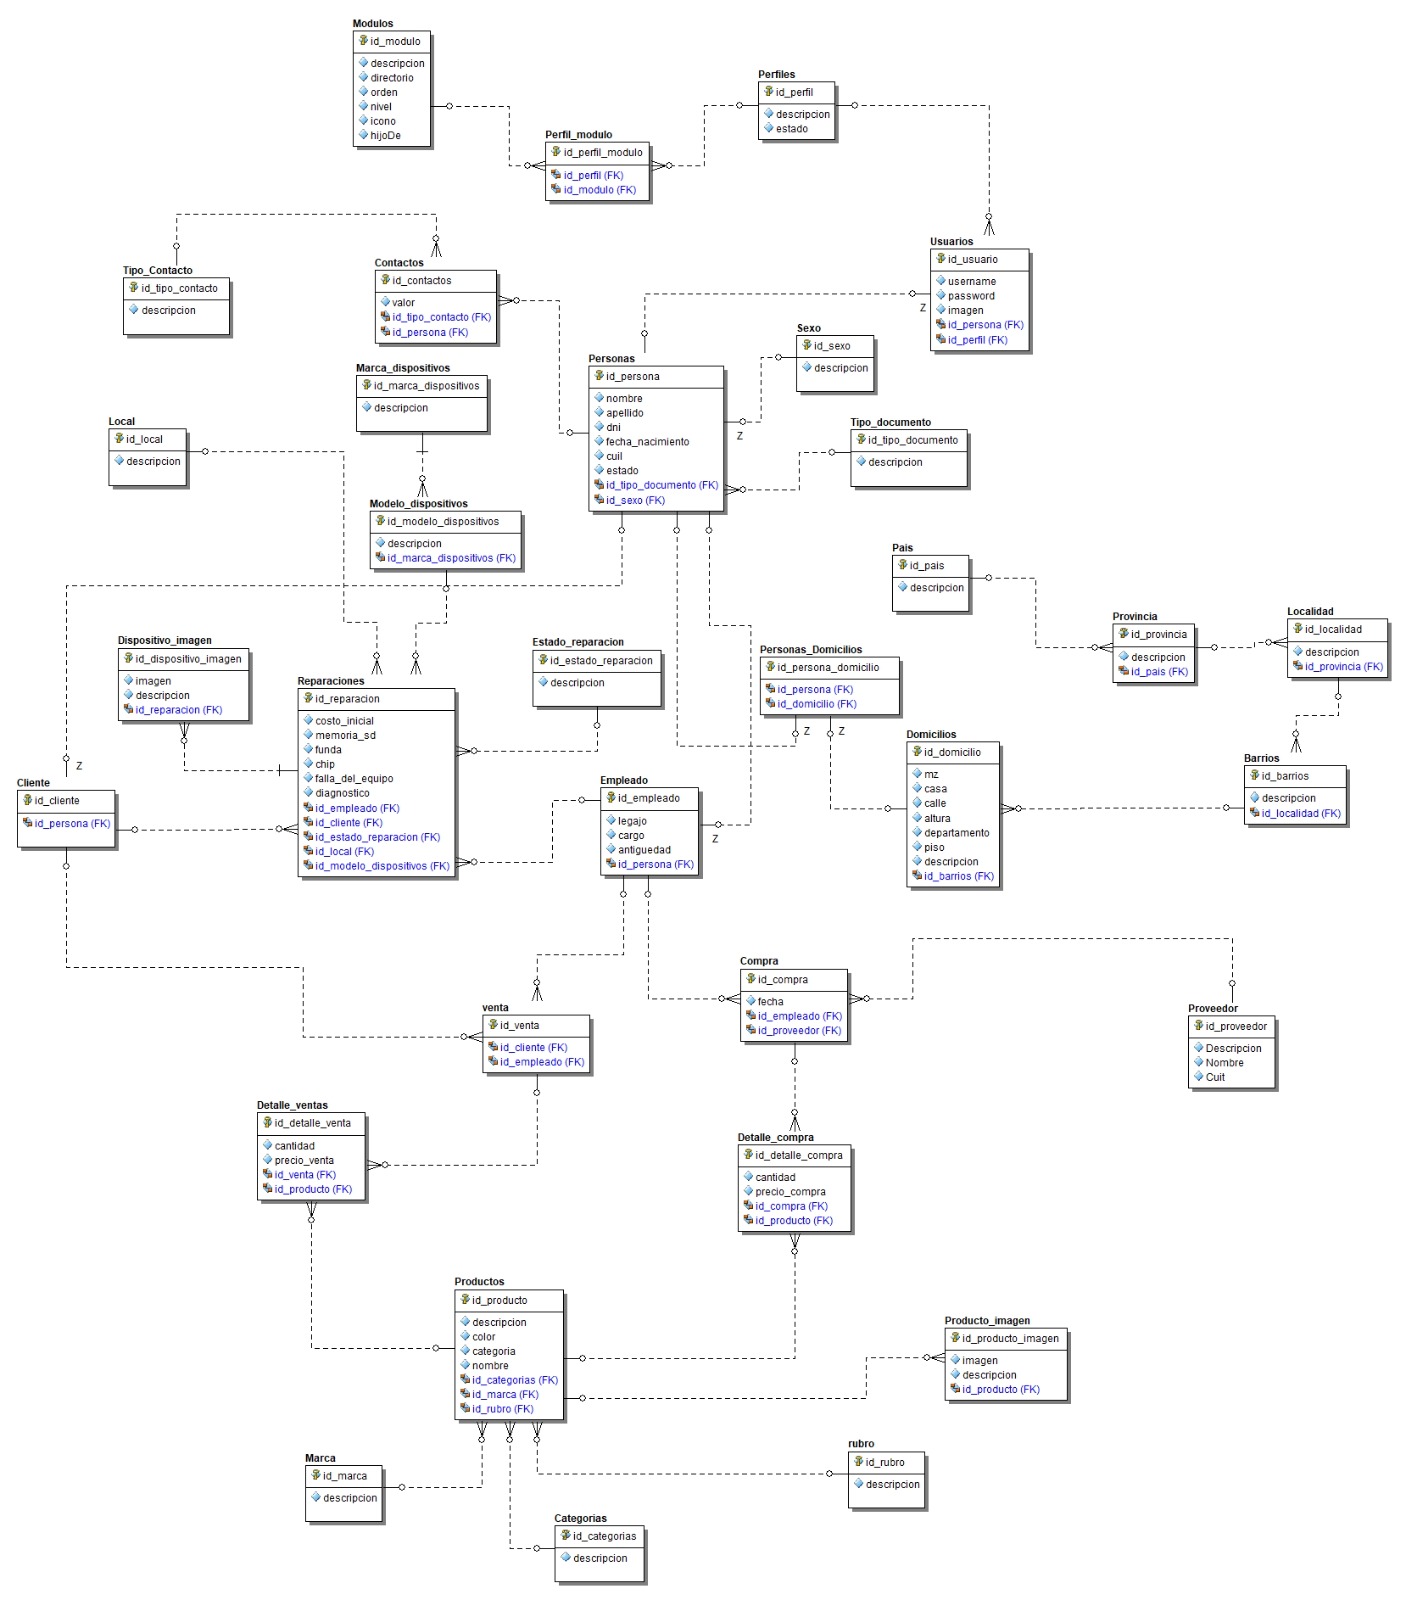 Modulos
id_modulo
descripcion
directorio
orden
nivel
icono
hijoDe
Perfiles
id_perfil
descripcion
estado
Perfil_modulo
id_perfil_modulo
id_perfil (FK)
id_modulo (FK)
Usuarios
id_usuario
username
password
imagen
id_persona (FK)
id_perfil (FK)
Z
Tipo_Contacto
id_tipo_contacto
descripcion
Contactos
id_contactos
valor
id_tipo_contacto (FK)
id_persona (FK)
Sexo
id_sexo
descripcion
Personas
id_persona
nombre
apellido
dni
fecha_nacimiento
cuil
estado
id_tipo_documento (FK)
id_sexo (FK)
Z
Marca_dispositivos
id_marca_dispositivos
descripcion
Local
id_local
descripcion
Tipo_documento
id_tipo_documento
descripcion
Modelo_dispositivos
id_modelo_dispositivos
descripcion
id_marca_dispositivos (FK)
Pais
id_pais
descripcion
Provincia
id_provincia
descripcion
id_pais (FK)
Localidad
id_localidad
descripcion
id_provincia (FK)
Dispositivo_imagen
id_dispositivo_imagen
imagen
descripcion
id_reparacion (FK)
Estado_reparacion
id_estado_reparacion
descripcion
Personas_Domicilios
id_persona_domicilio
id_persona (FK)
id_domicilio (FK)
Z
Z
Reparaciones
id_reparacion
costo_inicial
memoria_sd
funda
chip
falla_del_equipo
diagnostico
id_empleado (FK)
id_cliente (FK)
id_estado_reparacion (FK)
id_local (FK)
id_modelo_dispositivos (FK)
Domicilios
id_domicilio
mz
casa
calle
altura
departamento
piso
descripcion
id_barrios (FK)
Barrios
id_barrios
descripcion
id_localidad (FK)
Z
Cliente
id_cliente
id_persona (FK)
Empleado
id_empleado
legajo
cargo
antiguedad
id_persona (FK)
Z
Compra
id_compra
fecha
id_empleado (FK)
id_proveedor (FK)
Proveedor
id_proveedor
Descripcion
Nombre
Cuit
venta
id_venta
id_cliente (FK)
id_empleado (FK)
Detalle_ventas
id_detalle_venta
cantidad
precio_venta
id_venta (FK)
id_producto (FK)
Detalle_compra
id_detalle_compra
cantidad
precio_compra
id_compra (FK)
id_producto (FK)
Productos
id_producto
descripcion
color
categoria
nombre
id_categorias (FK)
id_marca (FK)
id_rubro (FK)
Producto_imagen
id_producto_imagen
imagen
descripcion
id_producto (FK)
Marca
id_marca
descripcion
rubro
id_rubro
descripcion
Categorias
id_categorias
descripcion